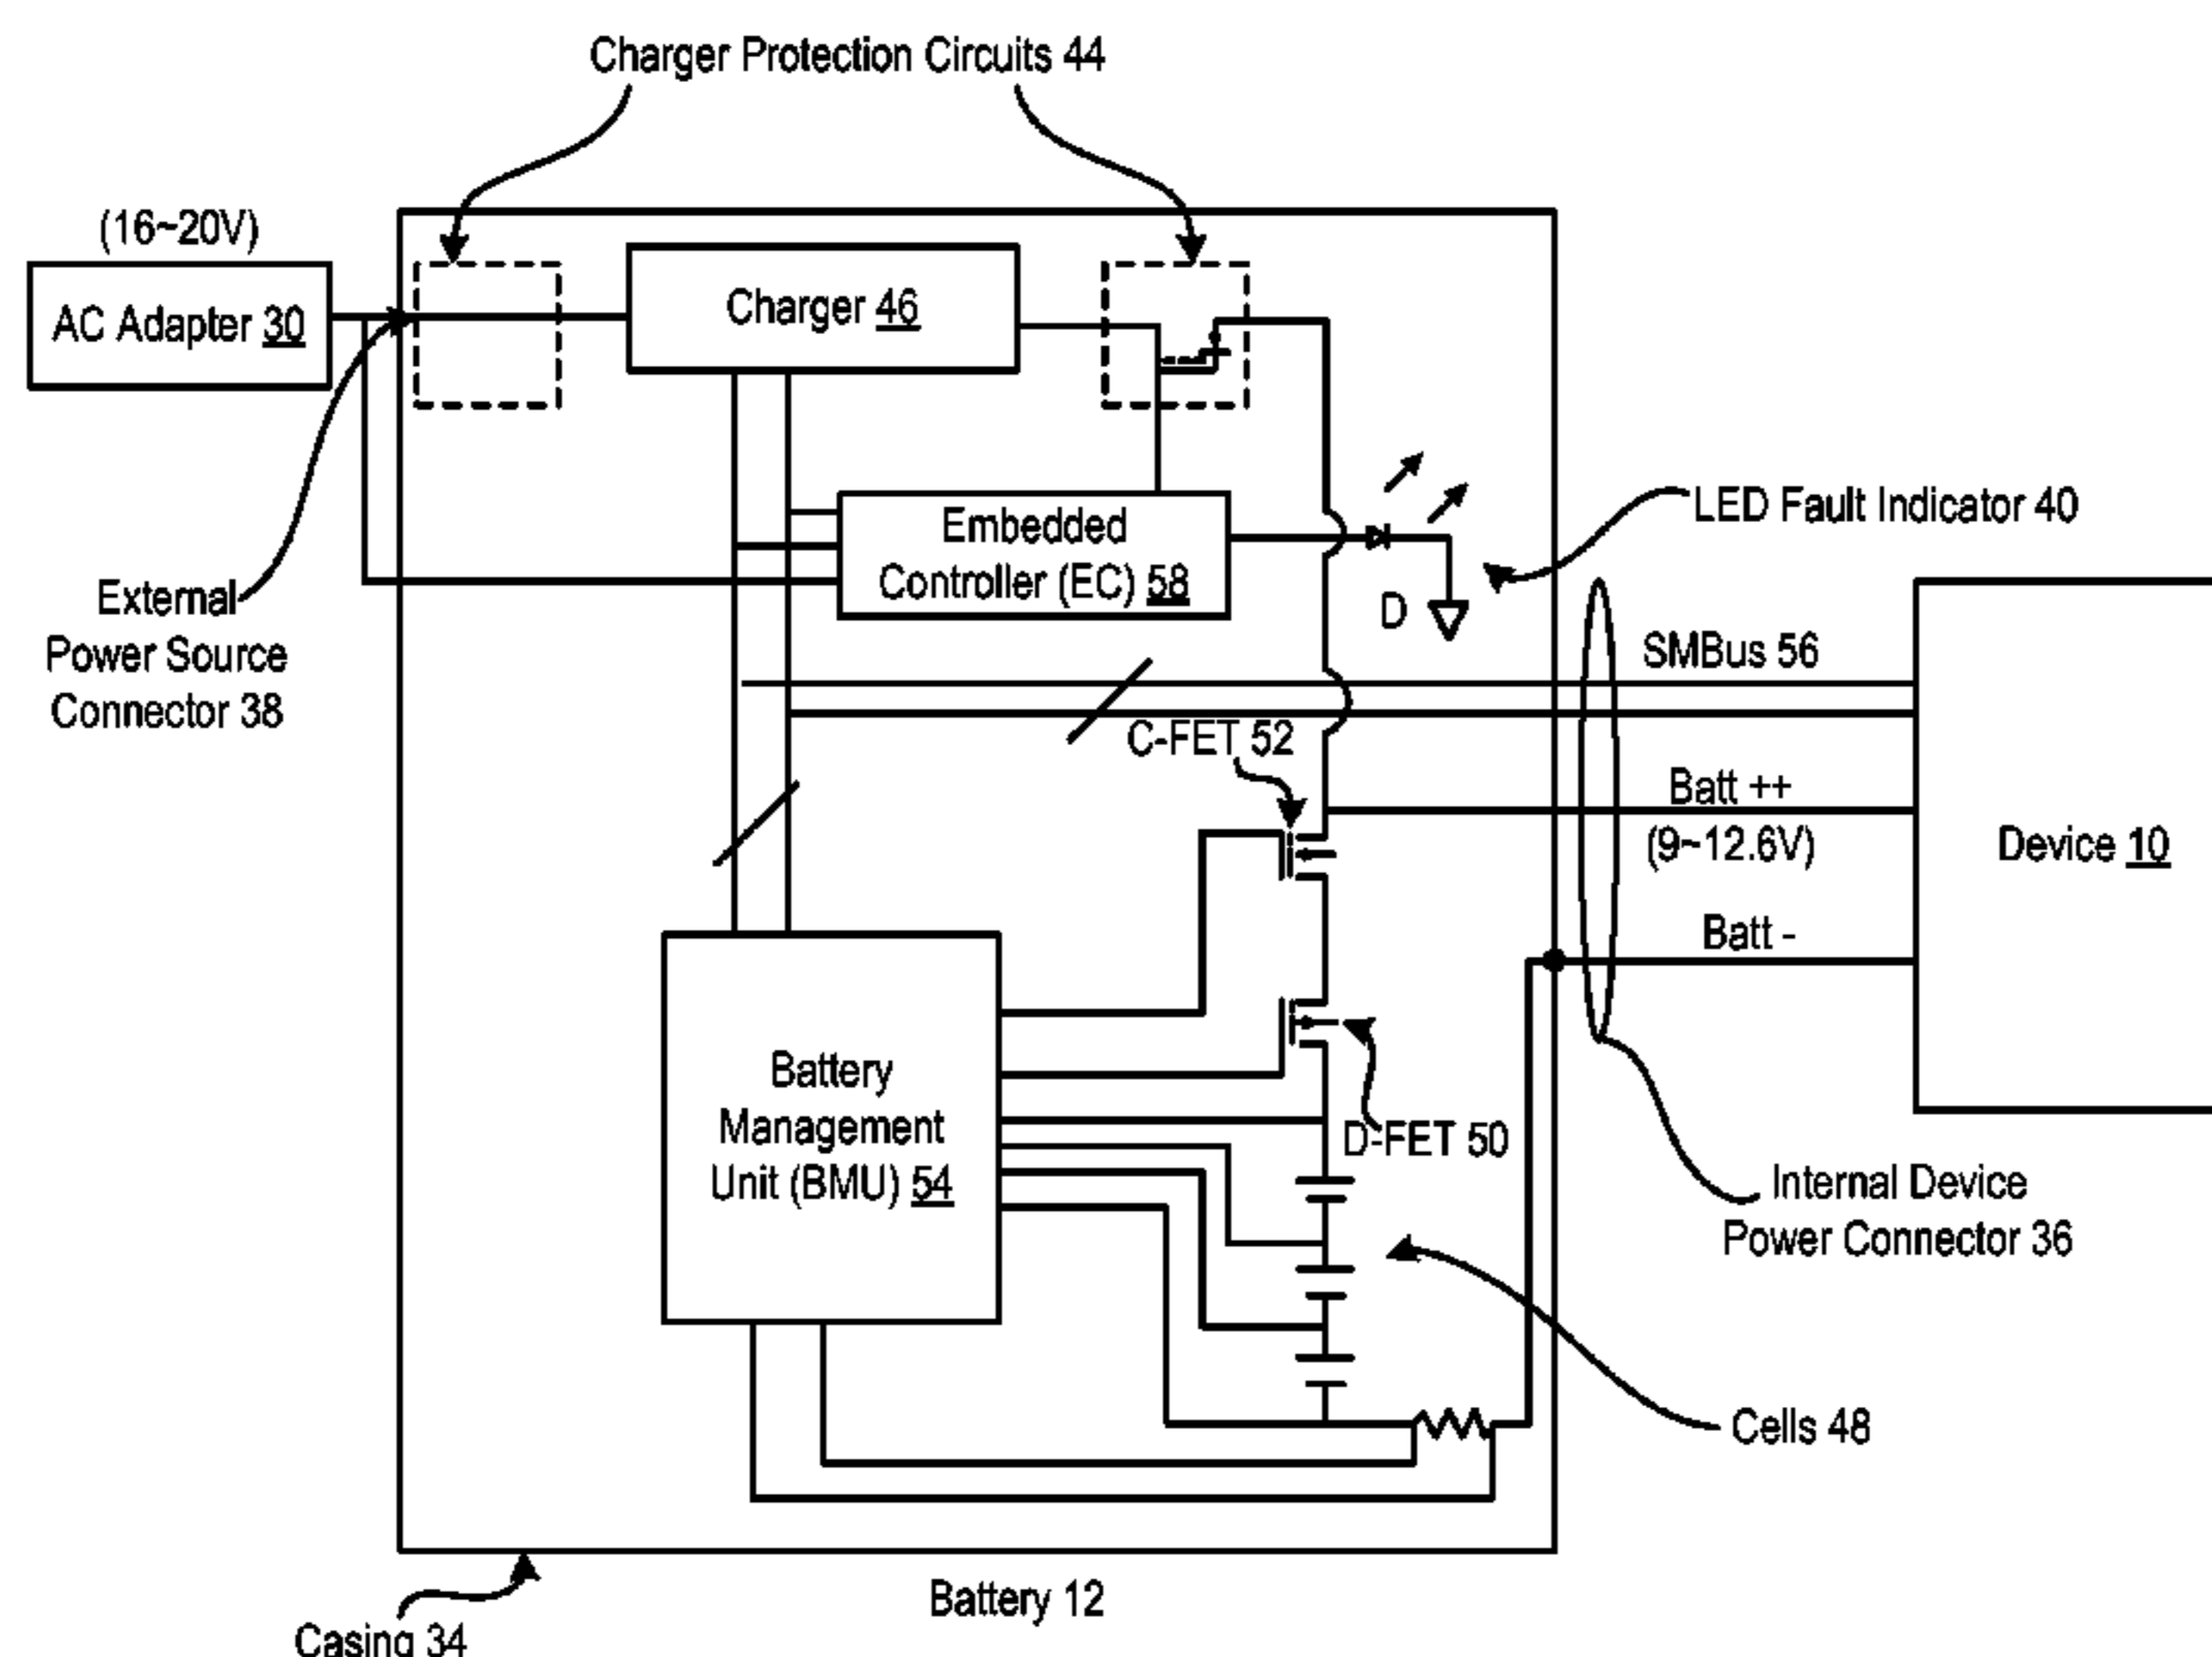 Charger Protection Circuits 44
(16~20V)
AC Adapter 30
Charger 46
Embedded
Controller (EC) 58
LED Fault Indicator 40
D
External
Power Source
Connector 38
SMBus 56
C-FET 52
Batt ++
(9~12.6V)
Device 10
Batt -
Battery
Management
Unit (BMU) 54
D-FET 50
Internal Device
Power Connector 36
Cells 48
Battery 12
Casing 34